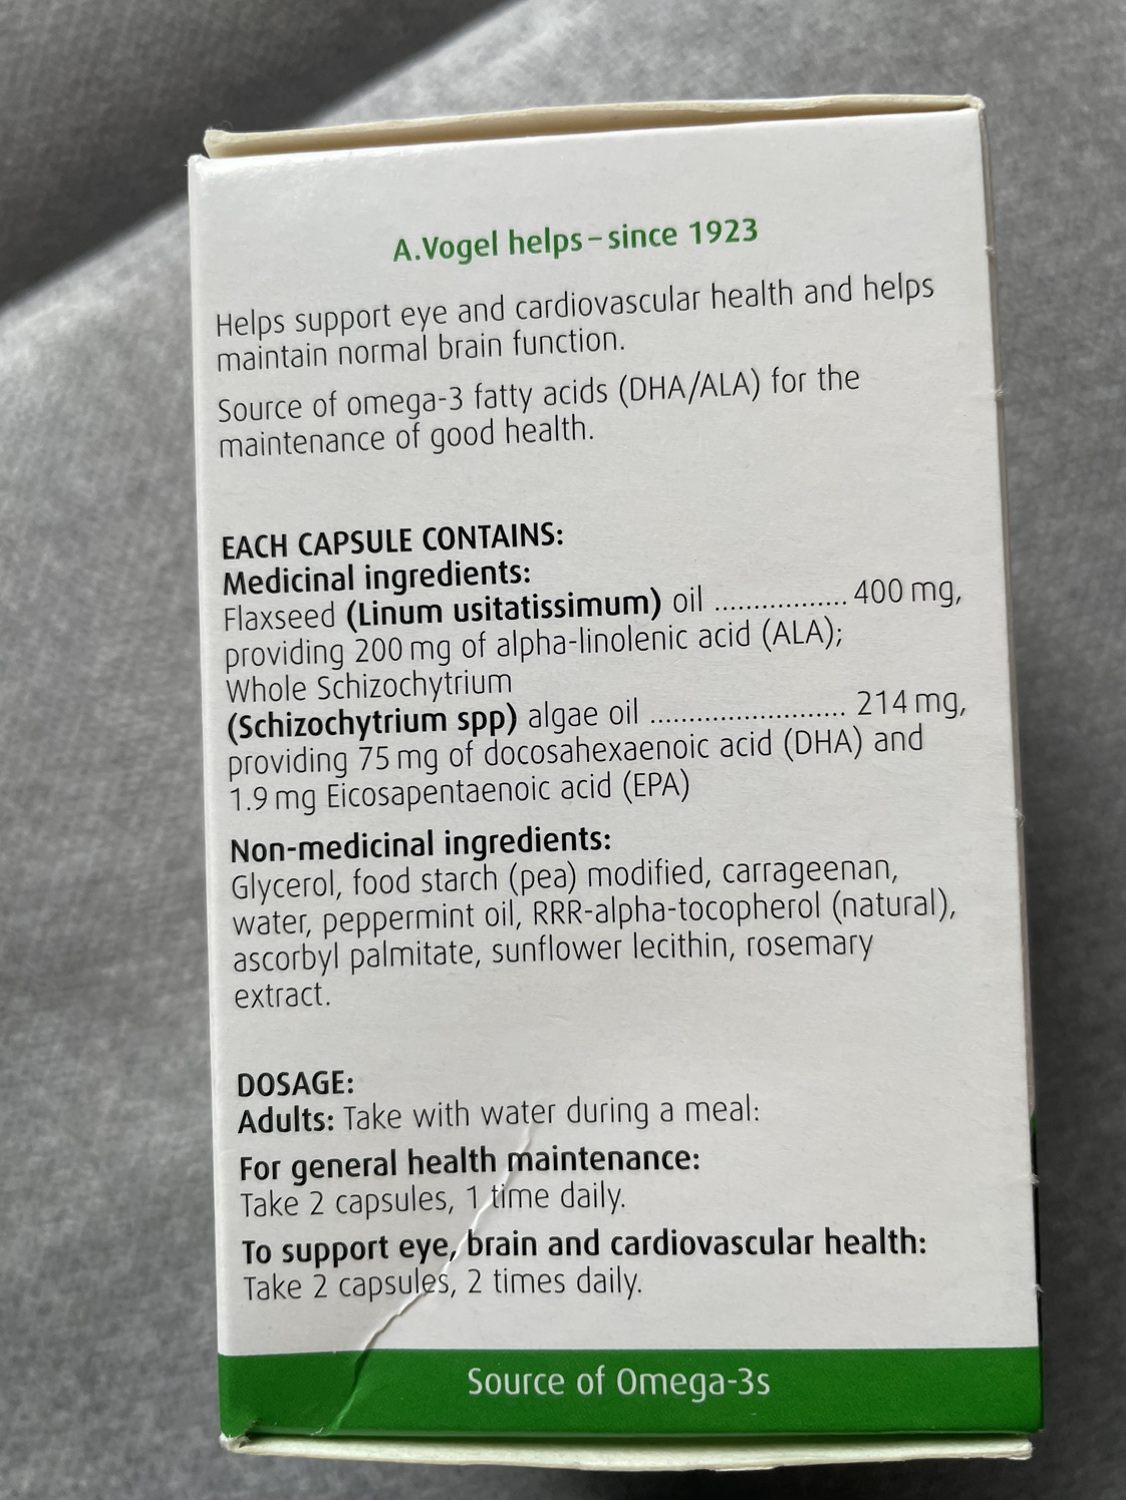 A.Vogel helps – since 1923
Helps support eye and cardiovascular health and helps
maintain normal brain function.
Source of omega-3 fatty acids (DHA/ALA) for the
maintenance of good health.
EACH CAPSULE CONTAINS:
Medicinal ingredients:
Flaxseed (Linum usitatissimum) oil ................. 400 mg,
providing 200 mg of alpha-linolenic acid (ALA);
Whole Schizochytrium
(Schizochytrium spp) algae oil ......................... 214 mg,
providing 75 mg of docosahexaenoic acid (DHA) and
1.9 mg Eicosapentaenoic acid (EPA)
Non-medicinal ingredients:
Glycerol, food starch (pea) modified, carrageenan,
water, peppermint oil, RRR-alpha-tocopherol (natural),
ascorbyl palmitate, sunflower lecithin, rosemary
extract.
DOSAGE:
Adults: Take with water during a meal:
For general health maintenance:
Take 2 capsules, 1 time daily.
To support eye, brain and cardiovascular health:
Take 2 capsules, 2 times daily.
Source of Omega-3s